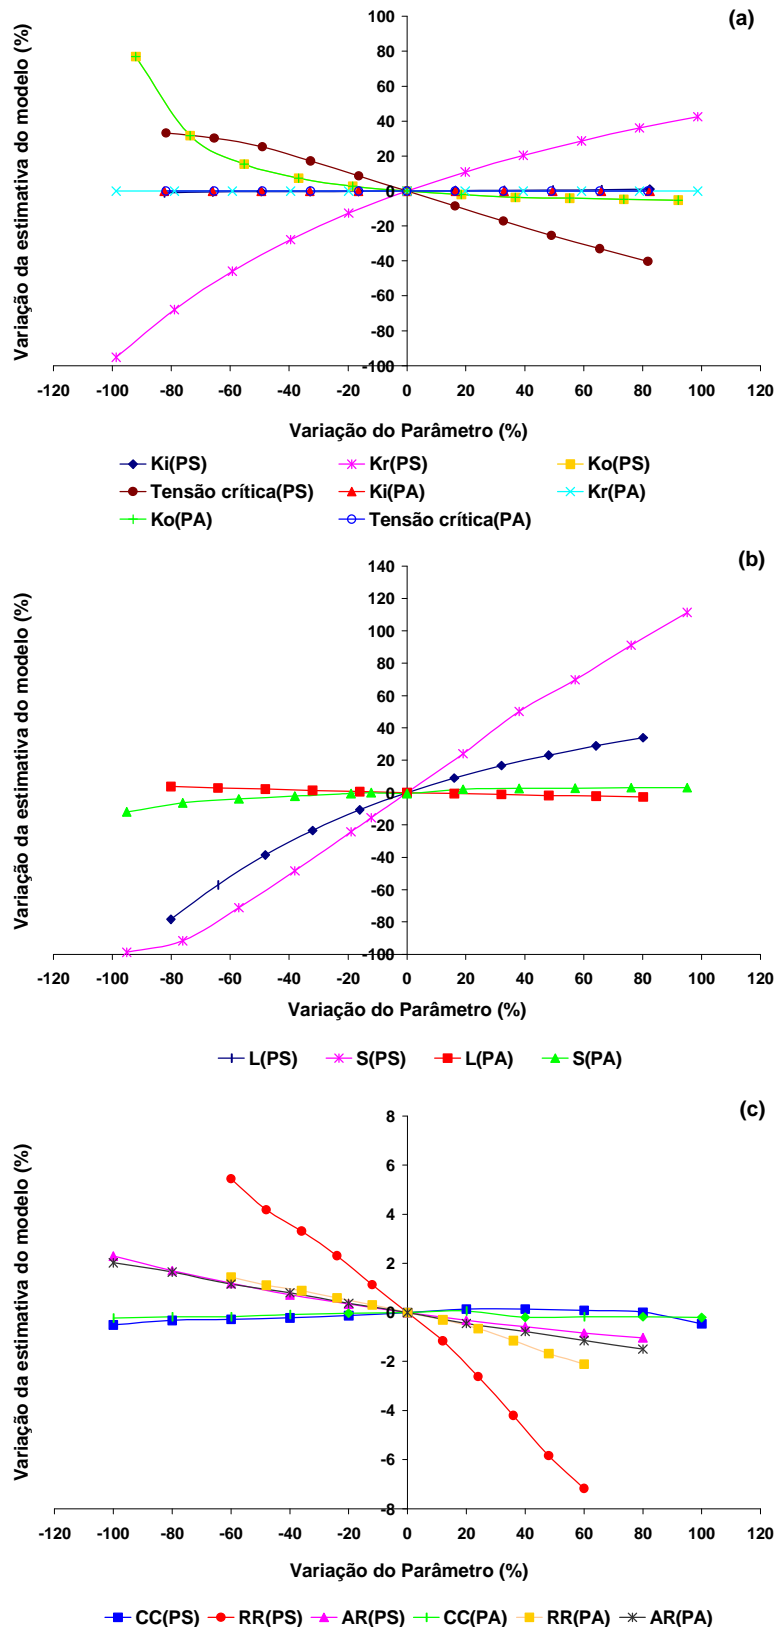 (a)
Variação da estimativa do modelo (%)
100
80
60
40
20
0
-20
-40
-60
-80
-100
-120 -100 -80 -60 -40 -20 0 20 40 60 80 100 120
Variação do Parâmetro (%)
Ki(PS) Kr(PS) Ko(PS)
Tensão crítica(PS) Ki(PA) Kr(PA)
Ko(PA) Tensão crítica(PA)
(b)
Variação da estimativa do modelo (%)
140
120
100
80
60
40
20
0
-20
-40
-60
-80
-100
-120 -100 -80 -60 -40 -20 0 20 40 60 80 100 120
Variação do Parâmetro (%)
L(PS) S(PS) L(PA) S(PA)
(c)
Variação da estimativa do modelo (%)
8
6
4
2
0
-2
-4
-6
-8
-120 -100 -80 -60 -40 -20 0 20 40 60 80 100 120
Variação do Parâmetro (%)
CC(PS) RR(PS) AR(PS) CC(PA) RR(PA) AR(PA)